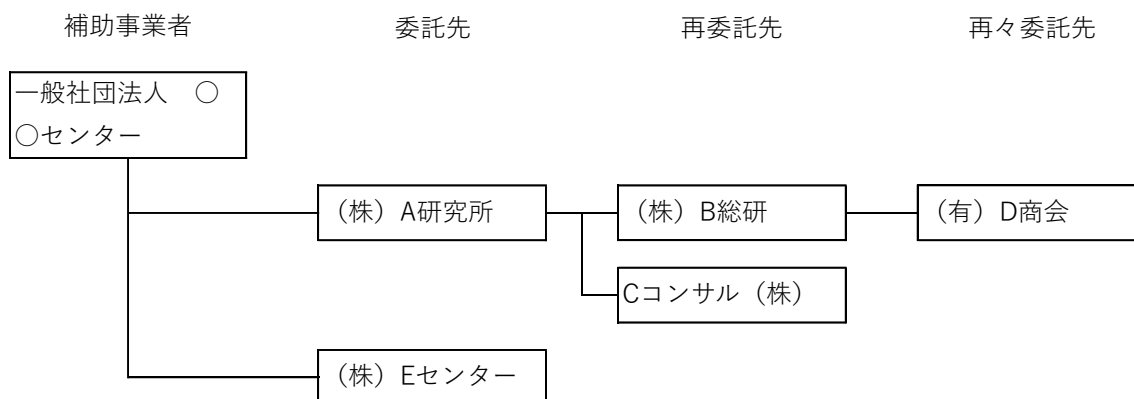 補助事業者
委託先
再委託先
再々委託先
一般社団法人　○
○センター
（株）A研究所
（株）B総研
（有）D商会
Cコンサル（株）
（株）Eセンター